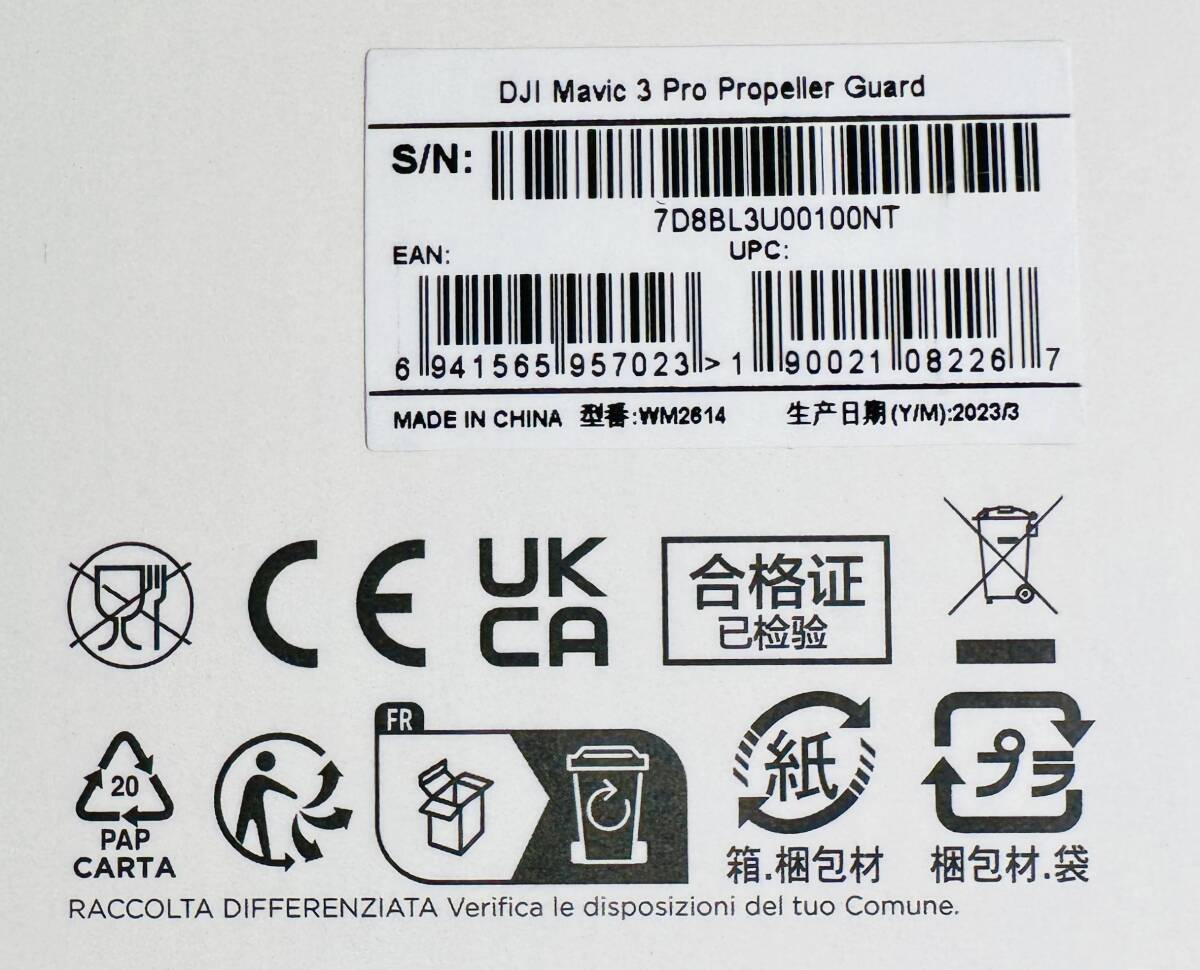 DJI Mavic 3 Pro Propeller Guard
S/N:
7D8BL3U00100NT
EAN:
UPC:
6 941565 957023 > 1 90021 08226 7
MADE IN CHINA 型番:WM2614 生产日期(Y/M):2023/3
CE
UK
CA
合格证
已检验
20
PAP
CARTA
FR
紙
プラ
箱.梱包材
梱包材.袋
RACCOLTA DIFFERENZIATA Verifica le disposizioni del tuo Comune.